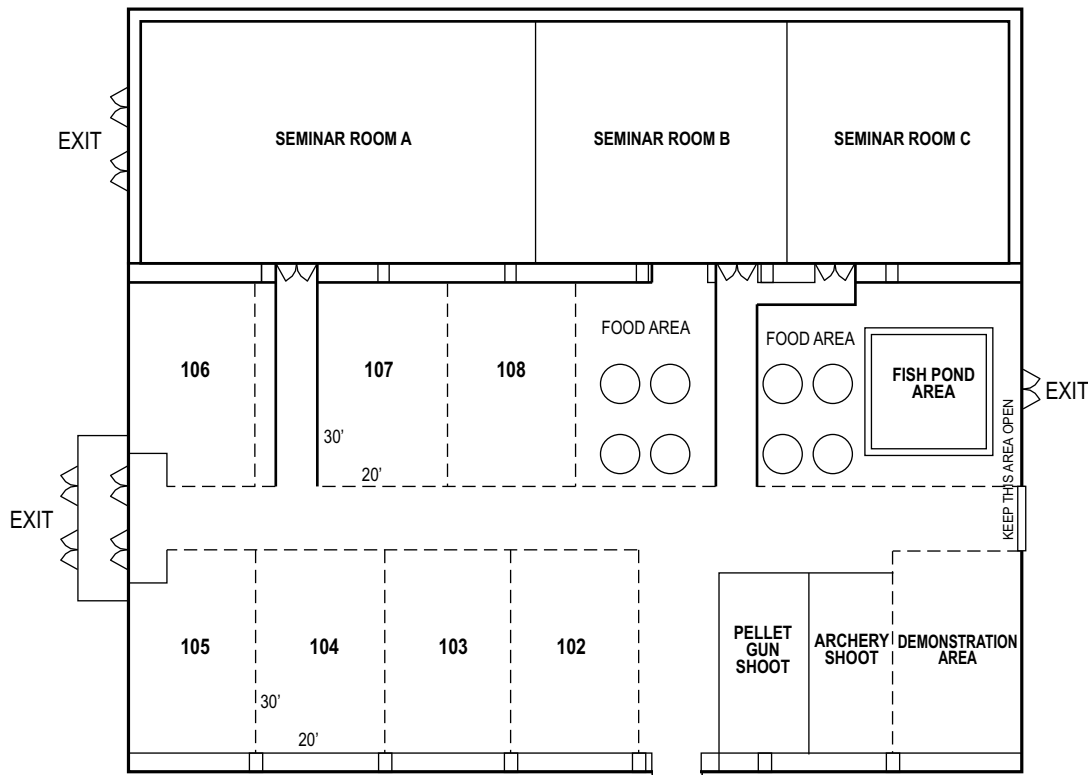 SEMINAR ROOM A
SEMINAR ROOM B
SEMINAR ROOM C
EXIT
FOOD AREA
FOOD AREA
106
107
108
FISH POND
AREA
EXIT
30’
20’
KEEP THIS AREA OPEN
EXIT
105
104
103
102
PELLET
GUN
SHOOT
ARCHERY
SHOOT
DEMONSTRATION
AREA
30’
20’